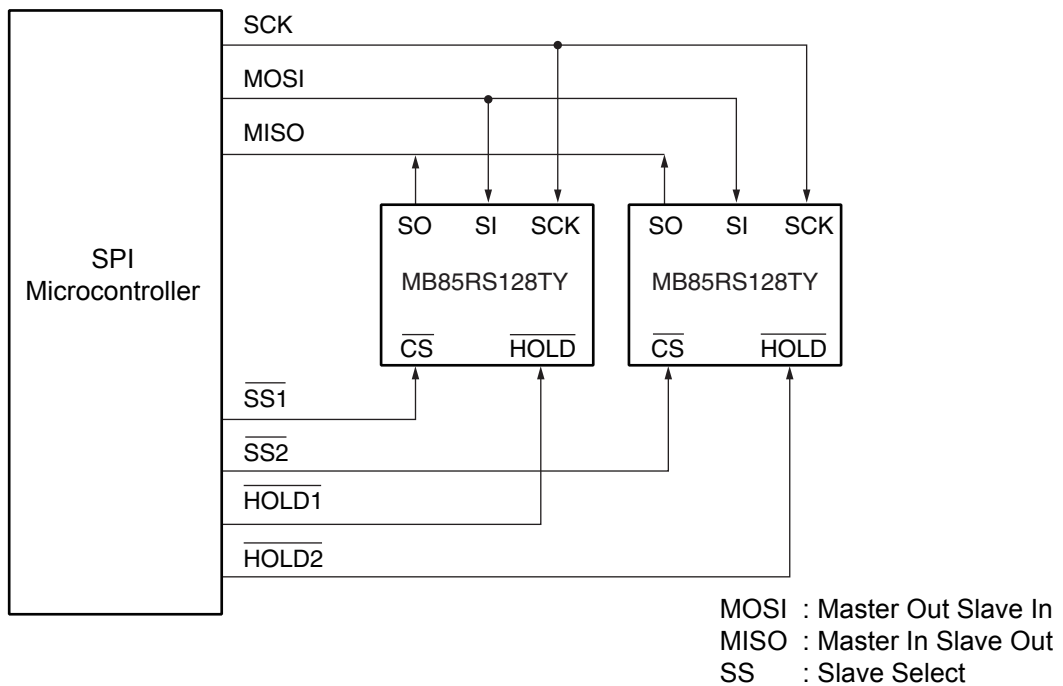 SCK
MOSI
MISO
SPI
Microcontroller
SO SI SCK
MB85RS128TY
CS HOLD
SO SI SCK
MB85RS128TY
CS HOLD
SS1
SS2
HOLD1
HOLD2
MOSI : Master Out Slave In
MISO : Master In Slave Out
SS : Slave Select